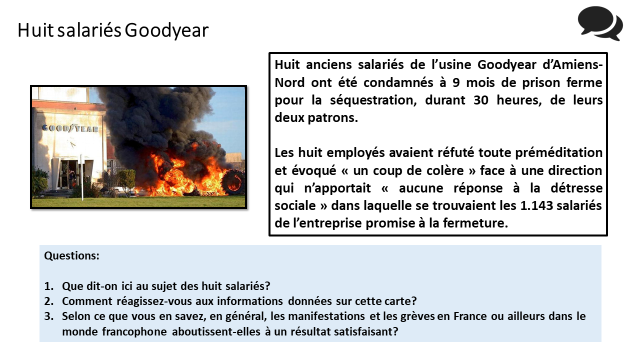 Huit salariés Goodyear
Huit anciens salariés de l’usine Goodyear d’Amiens-
Nord ont été condamnés à 9 mois de prison ferme
pour la séquestration, durant 30 heures, de leurs
deux patrons.
GOODYEAR
Les huit employés avaient réfuté toute préméditation
et évoqué « un coup de colère » face à une direction
qui n’apportait « aucune réponse à la détresse
sociale » dans laquelle se trouvaient les 1.143 salariés
de l’entreprise promise à la fermeture.
Questions:
1. Que dit-on ici au sujet des huit salariés?
2. Comment réagissez-vous aux informations données sur cette carte?
3. Selon ce que vous en savez, en général, les manifestations et les grèves en France ou ailleurs dans le
monde francophone aboutissent-elles à un résultat satisfaisant?